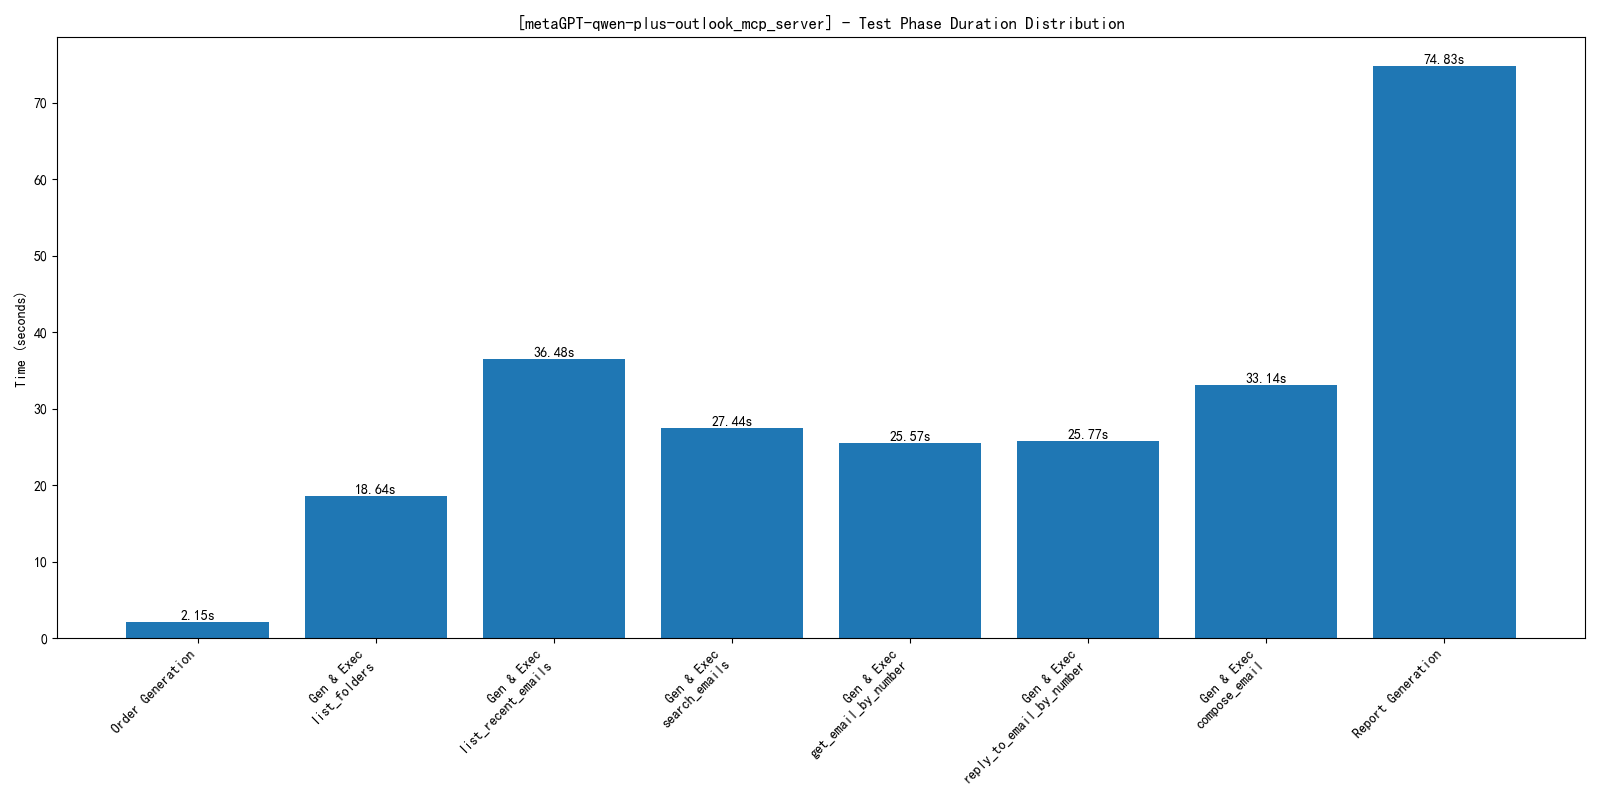 [metaGPT-qwen-plus-outlook_mcp_server] - Test Phase Duration Distribution
Time (seconds)
70
60
50
40
30
20
10
0
2.15s
18.64s
36.48s
27.44s
25.57s
25.77s
33.14s
74.83s
Order Generation
Gen & Exec
list_folders
Gen & Exec
list_recent_emails
Gen & Exec
search_emails
Gen & Exec
get_email_by_number
Gen & Exec
reply_to_email_by_number
Gen & Exec
compose_email
Report Generation